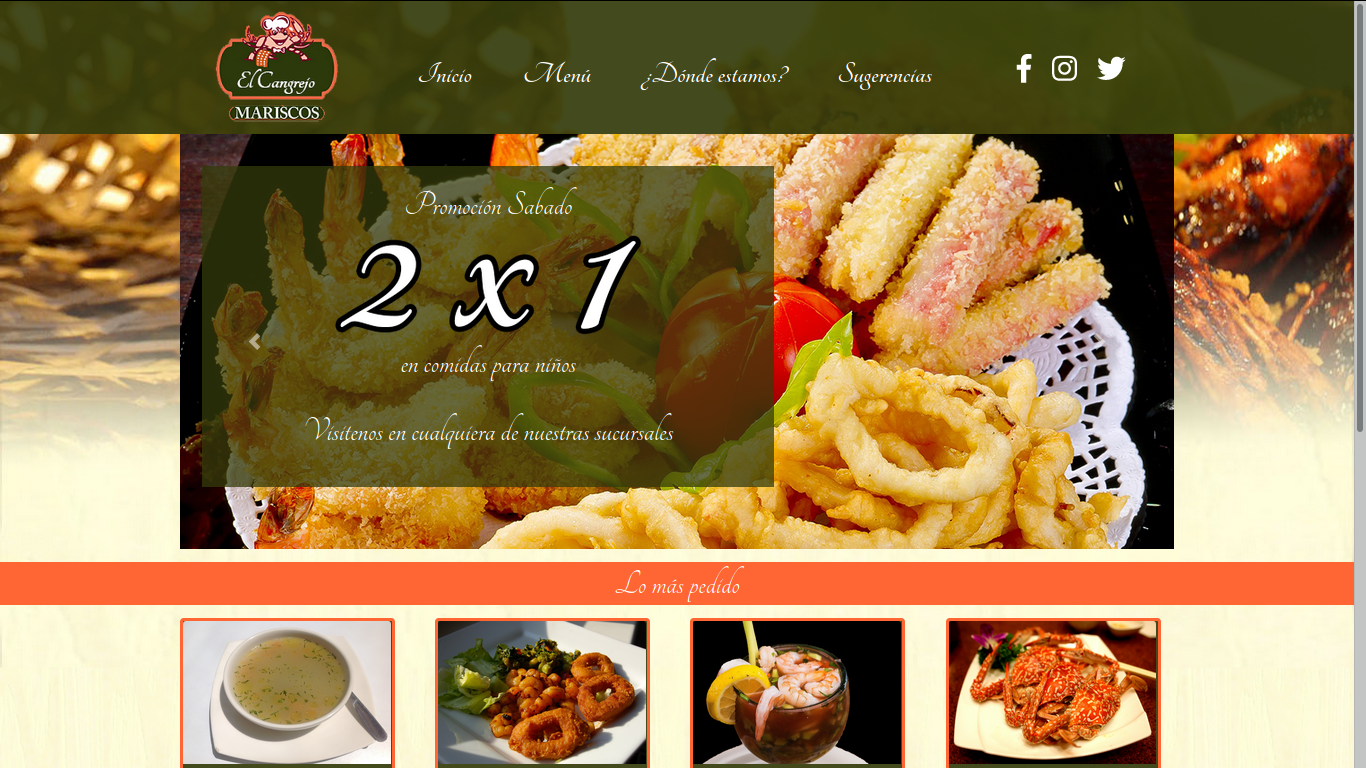 El Cangrejo
MARISCOS
Inicio
Menú
¿Dónde estamos?
Sugerencias
Promoción Sabado
2 x 1
en comidas para niños
Visítenos en cualquiera de nuestras sucursales
Lo más pedido